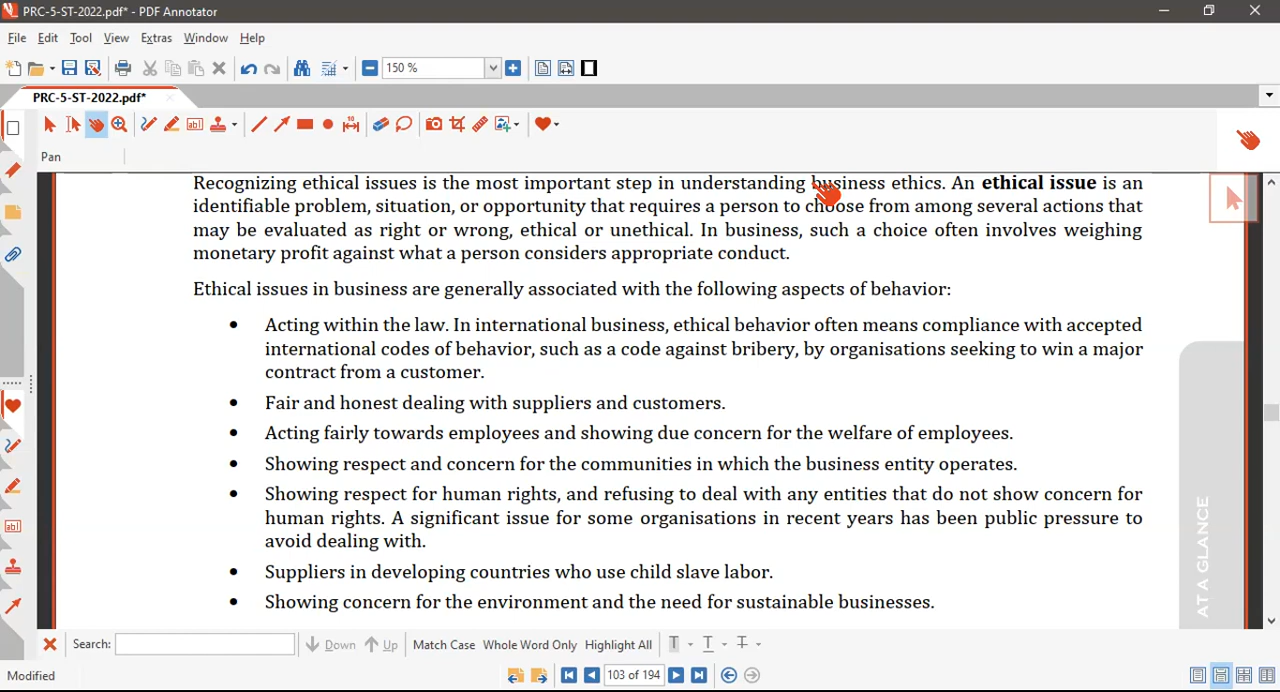 PRC-5-ST-2022.pdf* - PDF Annotator
File Edit Tool View Extras Window Help
150 %
PRC-5-ST-2022.pdf*
Pan
Recognizing ethical issues is the most important step in understanding business ethics. An ethical issue is an
identifiable problem, situation, or opportunity that requires a person to choose from among several actions that
may be evaluated as right or wrong, ethical or unethical. In business, such a choice often involves weighing
monetary profit against what a person considers appropriate conduct.
Ethical issues in business are generally associated with the following aspects of behavior:
• Acting within the law. In international business, ethical behavior often means compliance with accepted
international codes of behavior, such as a code against bribery, by organisations seeking to win a major
contract from a customer.
• Fair and honest dealing with suppliers and customers.
• Acting fairly towards employees and showing due concern for the welfare of employees.
• Showing respect and concern for the communities in which the business entity operates.
• Showing respect for human rights, and refusing to deal with any entities that do not show concern for
human rights. A significant issue for some organisations in recent years has been public pressure to
avoid dealing with.
• Suppliers in developing countries who use child slave labor.
• Showing concern for the environment and the need for sustainable businesses.
AT A GLANCE
Search: Down Up Match Case Whole Word Only Highlight All
Modified
103 of 194